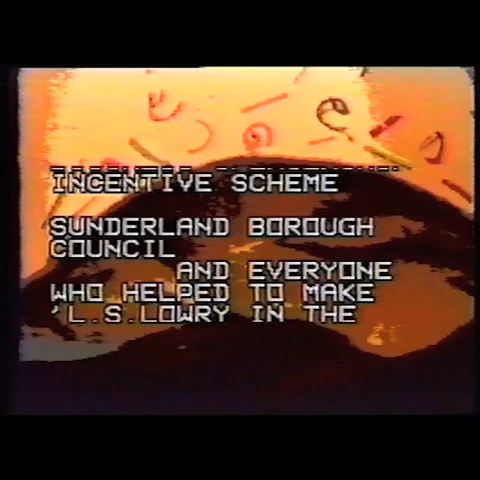 INCENTIVE SCHEME
SUNDERLAND BOROUGH
COUNCIL
AND EVERYONE
WHO HELPED TO MAKE
'L.S.LOWRY IN THE